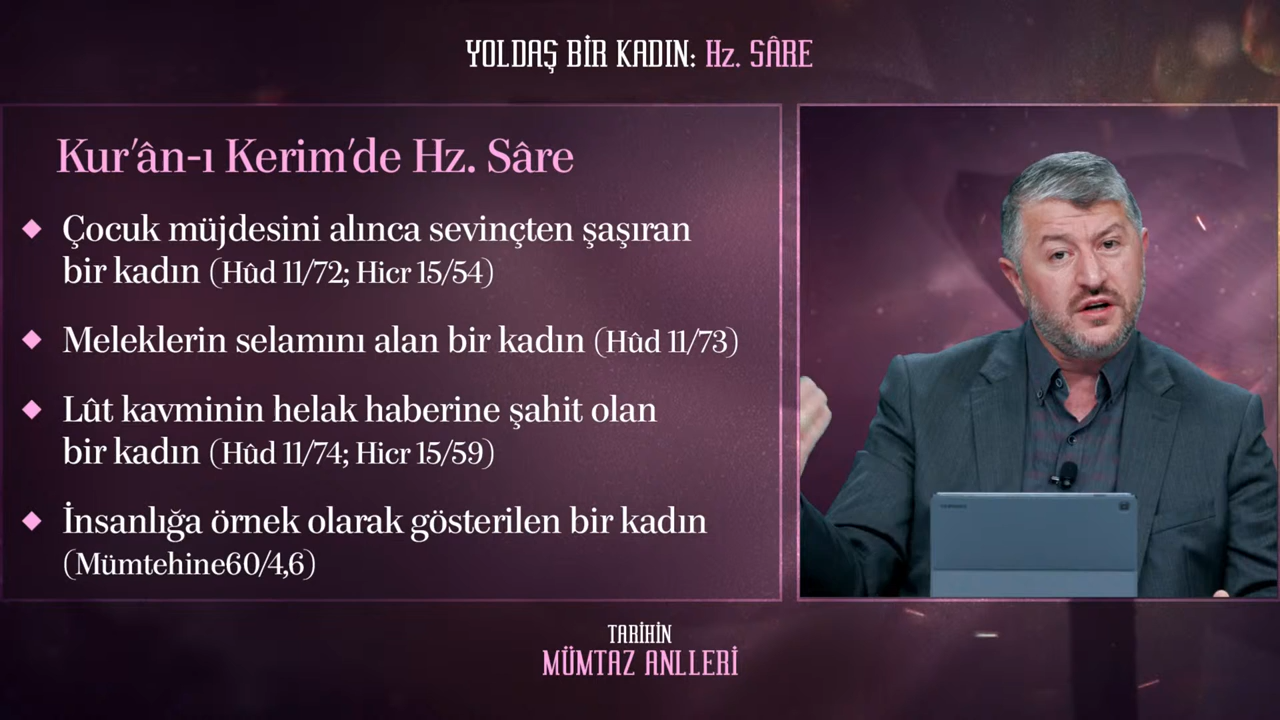 YOLDAŞ BİR KADIN: Hz. SÂRE
Kur'ân-ı Kerim'de Hz. Sâre
Çocuk müjdesini alınca sevinçten şaşıran
bir kadın (Hûd 11/72; Hicr 15/54)
Meleklerin selamını alan bir kadın (Hûd 11/73)
Lût kavminin helak haberine şahit olan
bir kadın (Hûd 11/74; Hicr 15/59)
İnsanlığa örnek olarak gösterilen bir kadın
(Mümtehine60/4,6)
TARİHİN
MÜMTAZ ANLLERİ